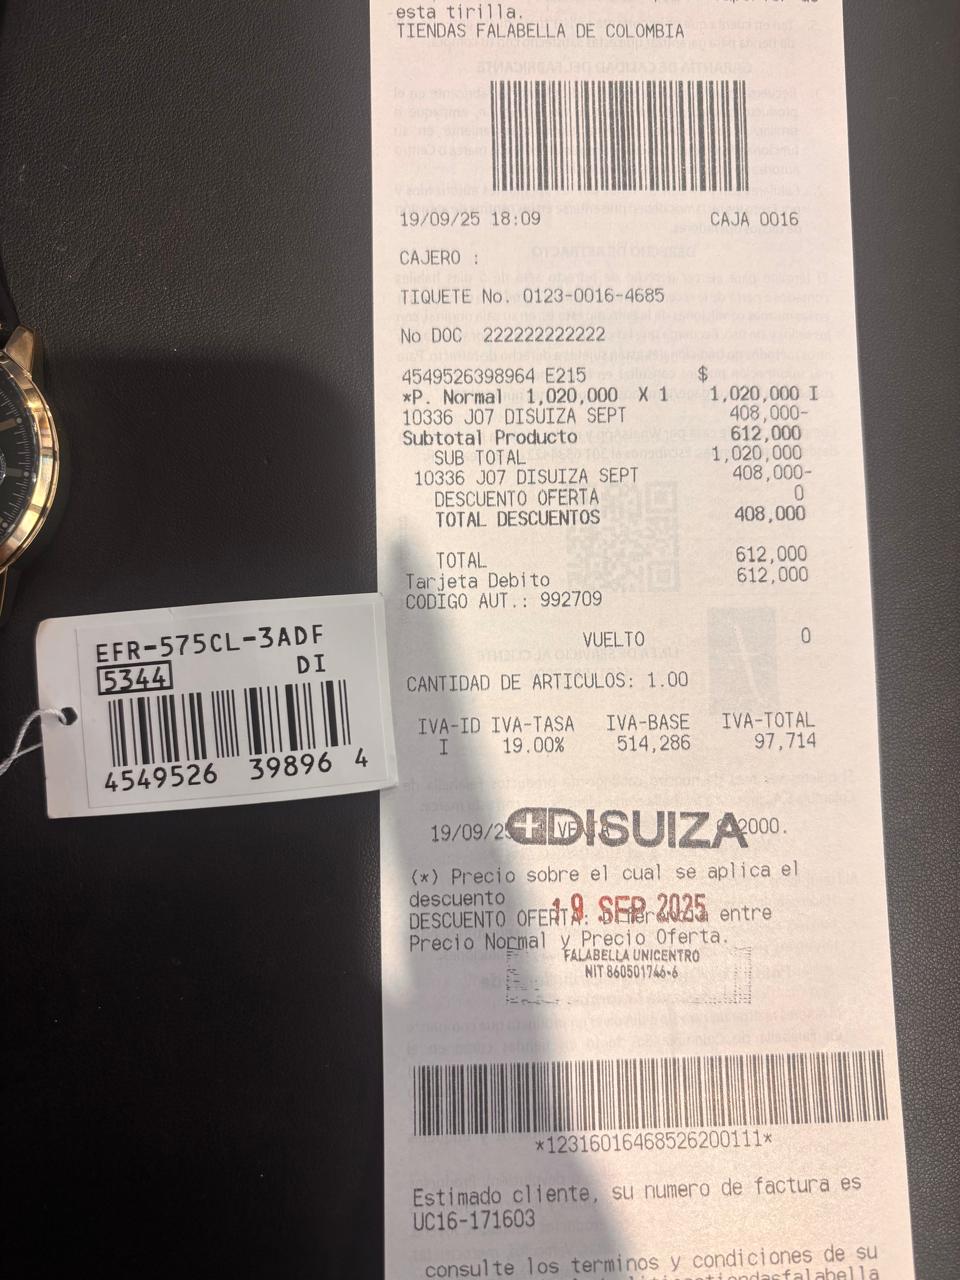 esta tirilla.
TIENDAS FALABELLA DE COLOMBIA
19/09/25 18:09 CAJA 0016
CAJERO :
TIQUETE No. 0123-0016-4685
No DOC 222222222222
4549526398964 E215 $
*P. Normal 1,020,000 X 1 1,020,000 I
10336 J07 DISUIZA SEPT 408,000-
Subtotal Producto 612,000
SUB TOTAL 1,020,000
10336 J07 DISUIZA SEPT 408,000-
DESCUENTO OFERTA 0
TOTAL DESCUENTOS 408,000
TOTAL 612,000
Tarjeta Debito 612,000
CODIGO AUT.: 992709
VUELTO 0
CANTIDAD DE ARTICULOS: 1.00
IVA-ID IVA-TASA IVA-BASE IVA-TOTAL
I 19.00% 514,286 97,714
19/09/2 2000.
DISUIZA
(*) Precio sobre el cual se aplica el
descuento
19 SEP 2025
DESCUENTO OFERTA: Diferencia entre
Precio Normal y Precio Oferta.
FALABELLA UNICENTRO
NIT 860501746-6
*12316016468526200111*
Estimado cliente, su numero de factura es
UC16-171603
consulte los terminos y condiciones de su
EFR-575CL-3ADF
5344 DI
4549526 39896 4